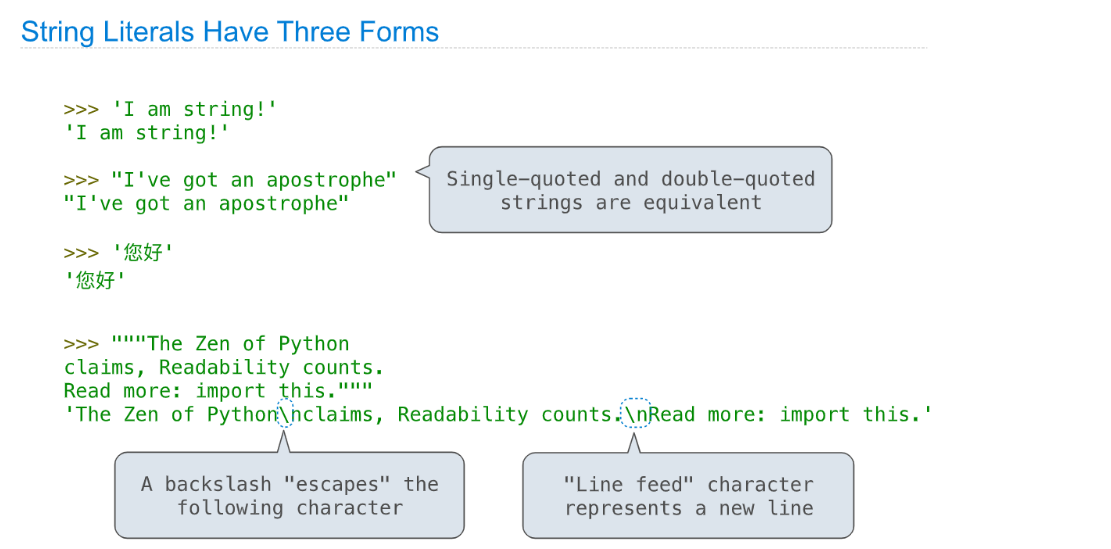 String Literals Have Three Forms
>>> 'I am string!'
'I am string!'
>>> "I've got an apostrophe"
"I've got an apostrophe"
Single-quoted and double-quoted
strings are equivalent
>>> '您好'
'您好'
>>> """The Zen of Python
claims, Readability counts.
Read more: import this."""
'The Zen of Python\nclaims, Readability counts.\nRead more: import this.'
A backslash "escapes" the
following character
"Line feed" character
represents a new line